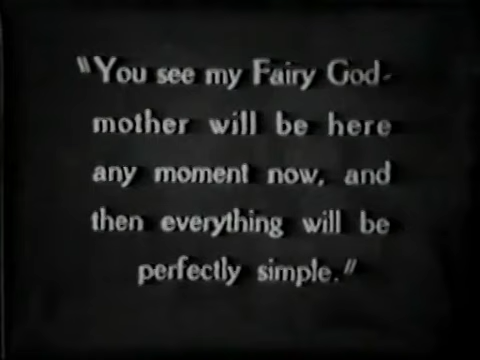 "You see my Fairy God-
mother will be here
any moment now, and
then everything will be
perfectly simple."